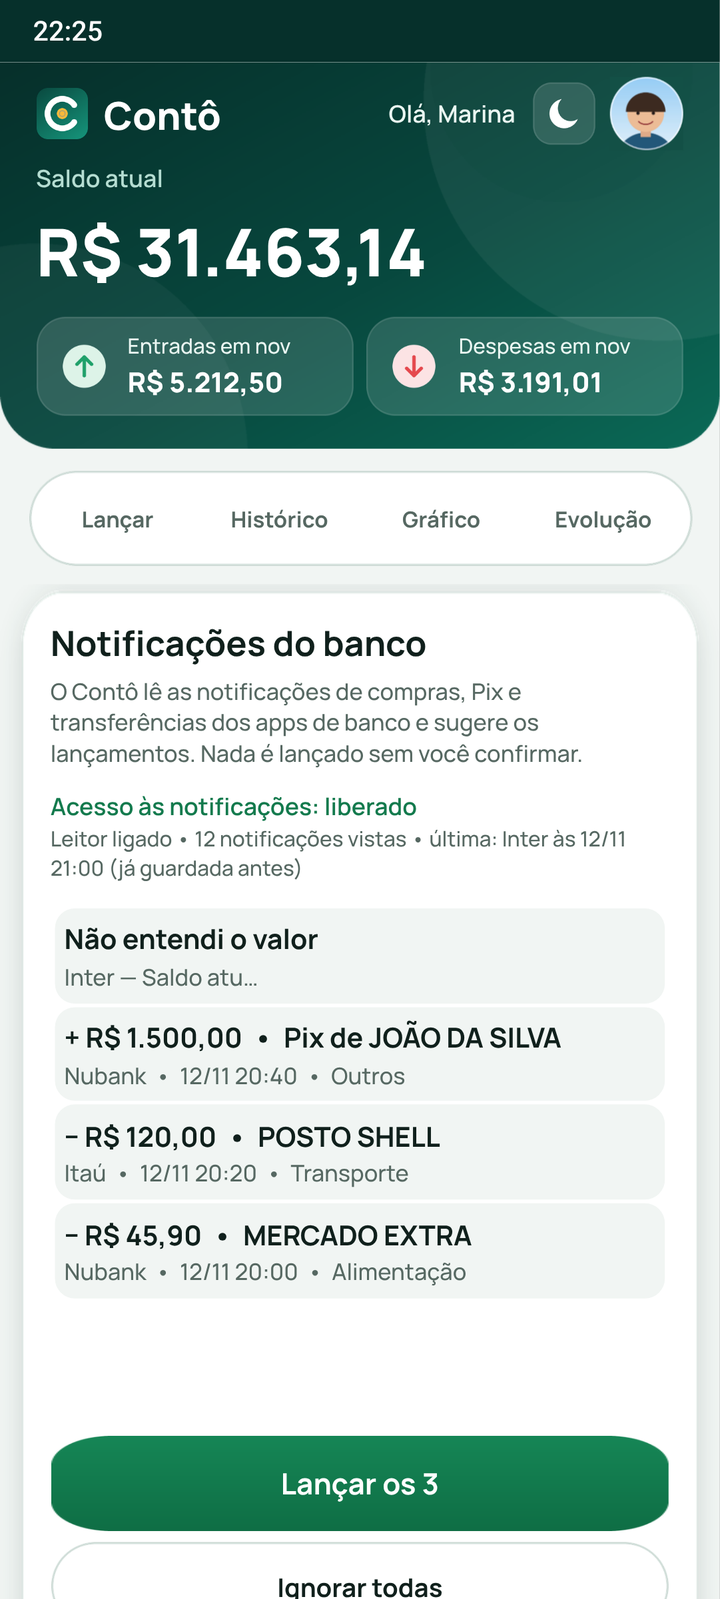 22:25
Contô
Olá, Marina
Saldo atual
R$ 31.463,14
Entradas em nov
R$ 5.212,50
Despesas em nov
R$ 3.191,01
Lançar
Histórico
Gráfico
Evolução
Notificações do banco
O Contô lê as notificações de compras, Pix e
transferências dos apps de banco e sugere os
lançamentos. Nada é lançado sem você confirmar.
Acesso às notificações: liberado
Leitor ligado • 12 notificações vistas • última: Inter às 12/11
21:00 (já guardada antes)
Não entendi o valor
Inter — Saldo atu…
+ R$ 1.500,00 • Pix de JOÃO DA SILVA
Nubank • 12/11 20:40 • Outros
− R$ 120,00 • POSTO SHELL
Itaú • 12/11 20:20 • Transporte
− R$ 45,90 • MERCADO EXTRA
Nubank • 12/11 20:00 • Alimentação
Lançar os 3
Ignorar todas